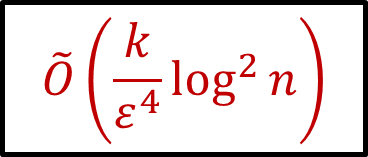 Õ(k/ε⁴ log² n)